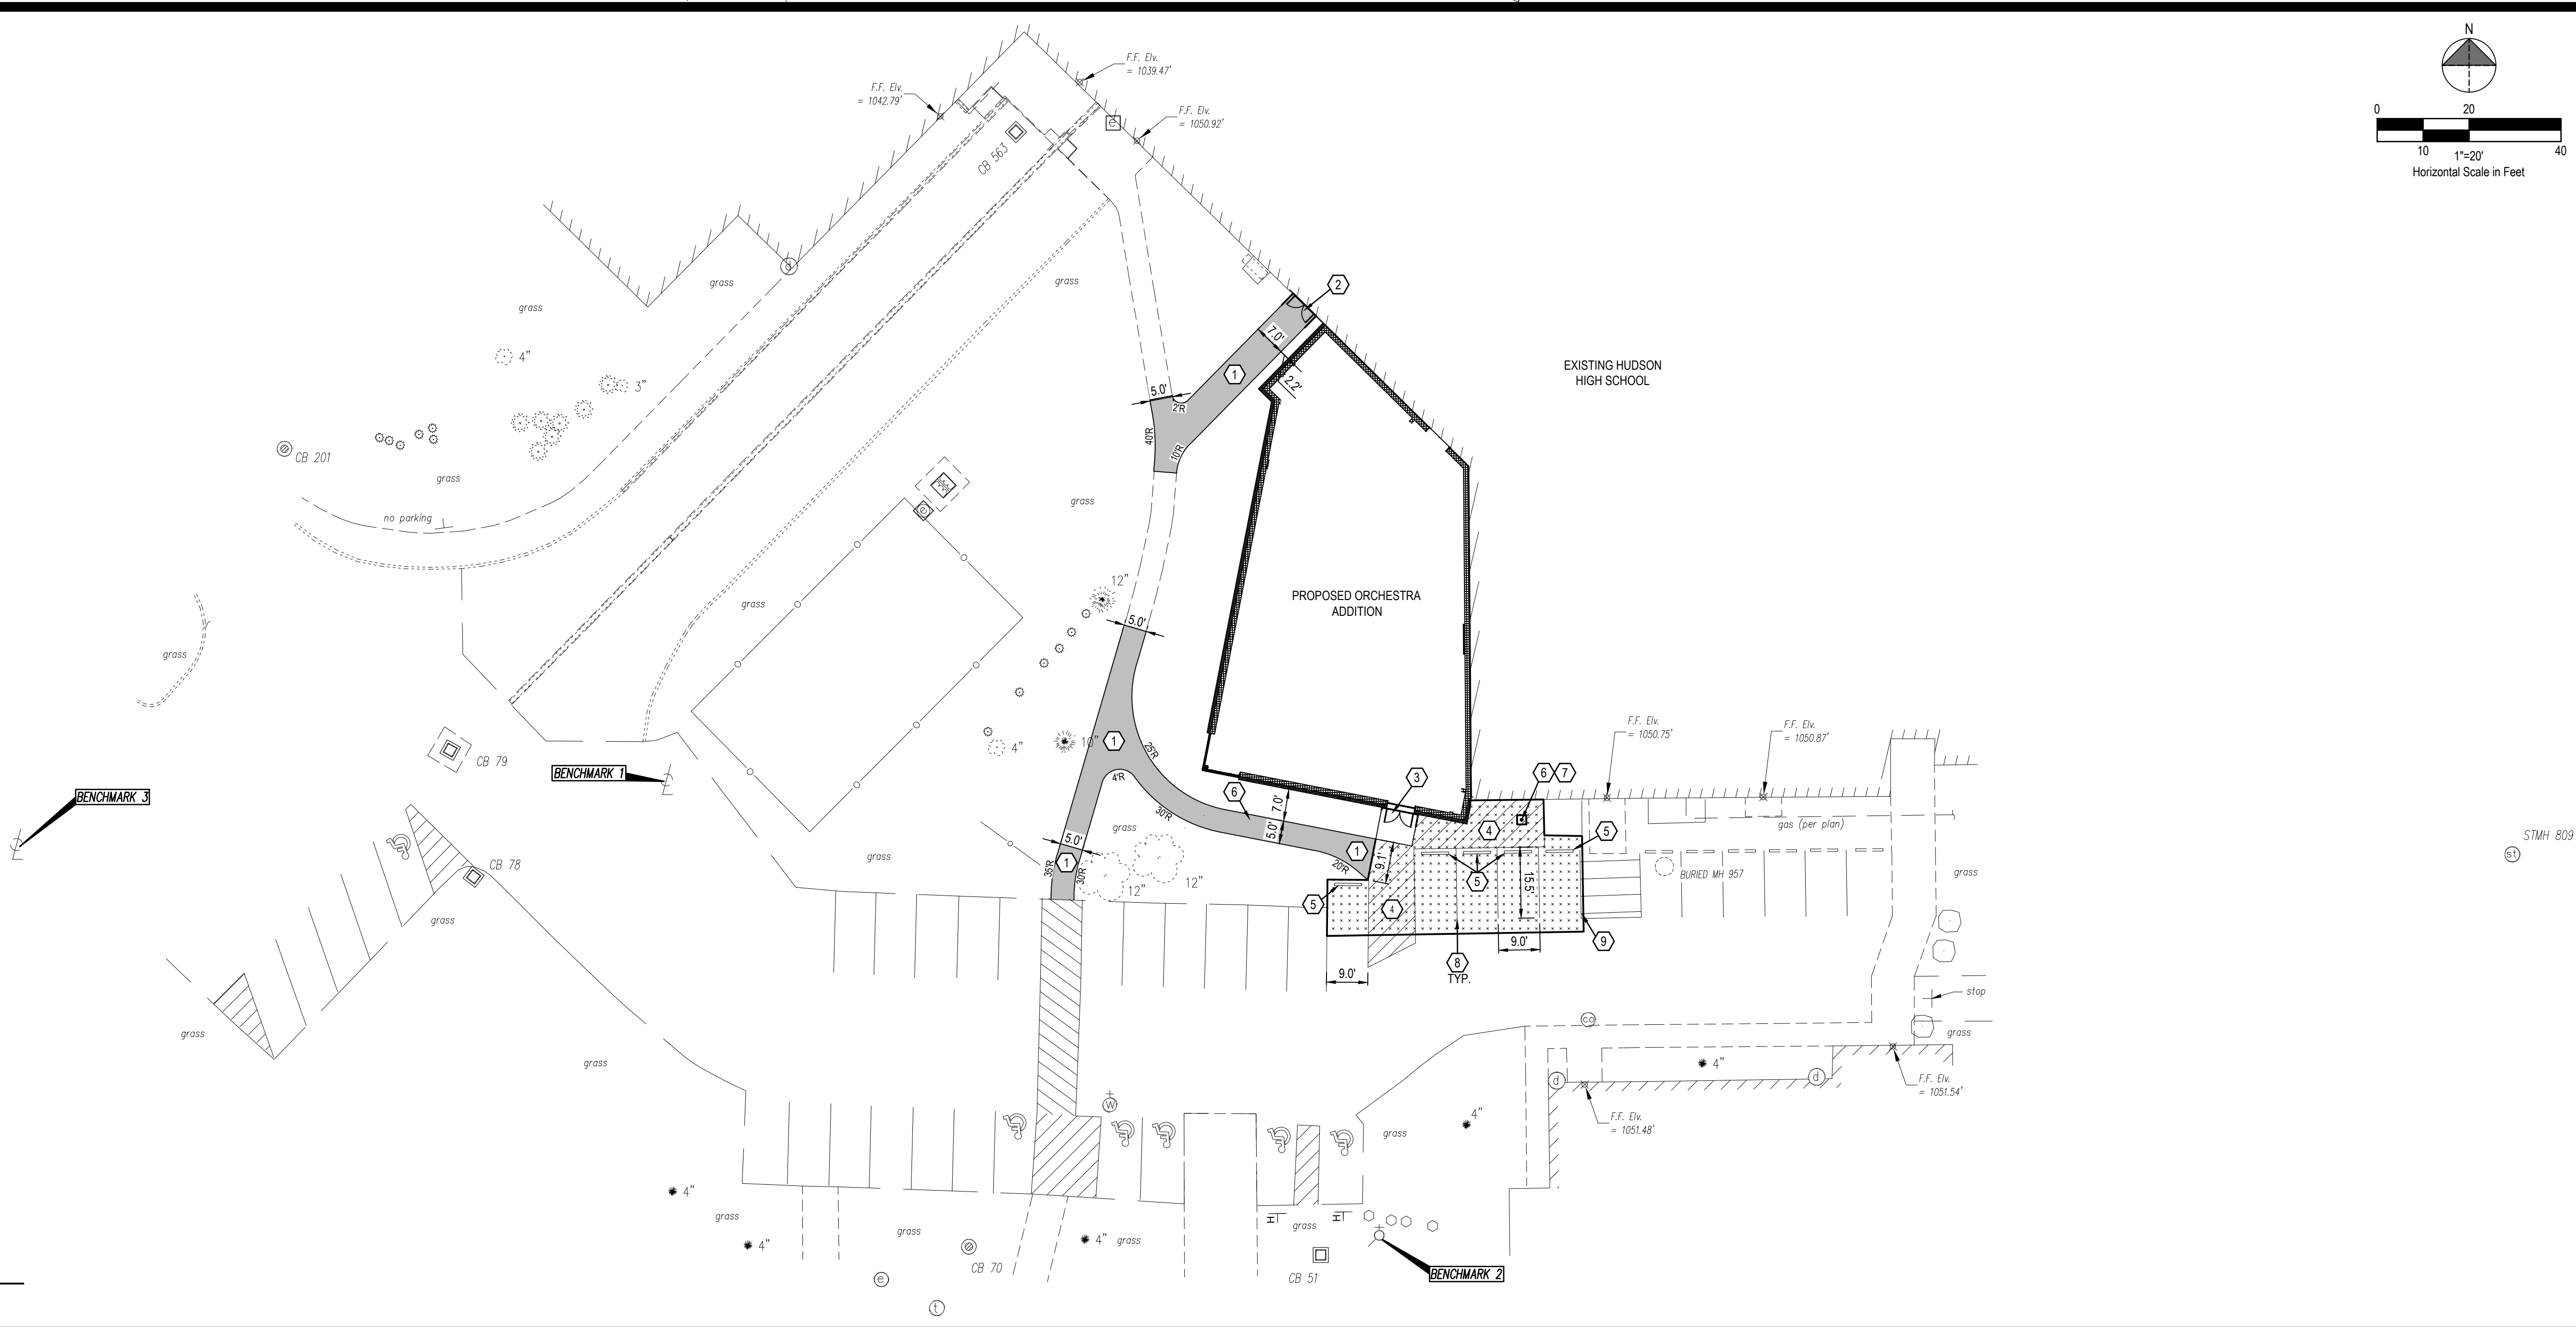 N
F.F. Elv.
= 1039.47'
F.F. Elv.
= 1042.79'
F.F. Elv.
= 1050.92'
e
CB 563
0
20
10
1"=20'
40
Horizontal Scale in Feet
d
grass
grass
grass
2
7.0'
1
2.2'
5.0'
2'R
40'R
10'R
EXISTING HUDSON
HIGH SCHOOL
4"
3"
CB 201
grass
no parking
grass
e
grass
grass
12"
5.0'
PROPOSED ORCHESTRA
ADDITION
4"
10"
1
25'R
4'R
30'R
CB 79
BENCHMARK 1
BENCHMARK 3
6
7.0'
5.0'
3
6
7
4
5
F.F. Elv.
= 1050.75'
F.F. Elv.
= 1050.87'
gas (per plan)
STMH 809
st
grass
5.0'
1
35'R
30'R
grass
12"
12"
1
20'R
9.1'
5
15.5'
5
4
BURIED MH 957
grass
CB 78
grass
9
9.0'
9.0'
8
TYP.
stop
grass
grass
grass
co
4"
d
d
F.F. Elv.
= 1051.54'
F.F. Elv.
= 1051.48'
W
4"
grass
4"
grass
4"
grass
4"
grass
grass
CB 70
CB 51
BENCHMARK 2
e
t